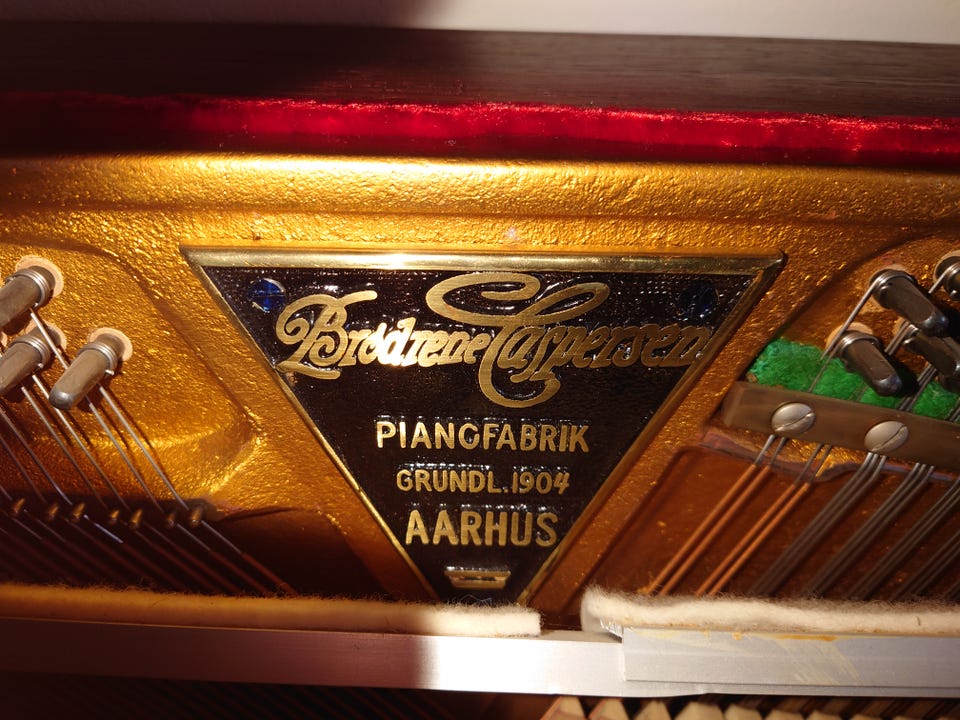 Brødrene Caspersen
PIANOFABRIK
GRUNDL.1904
AARHUS